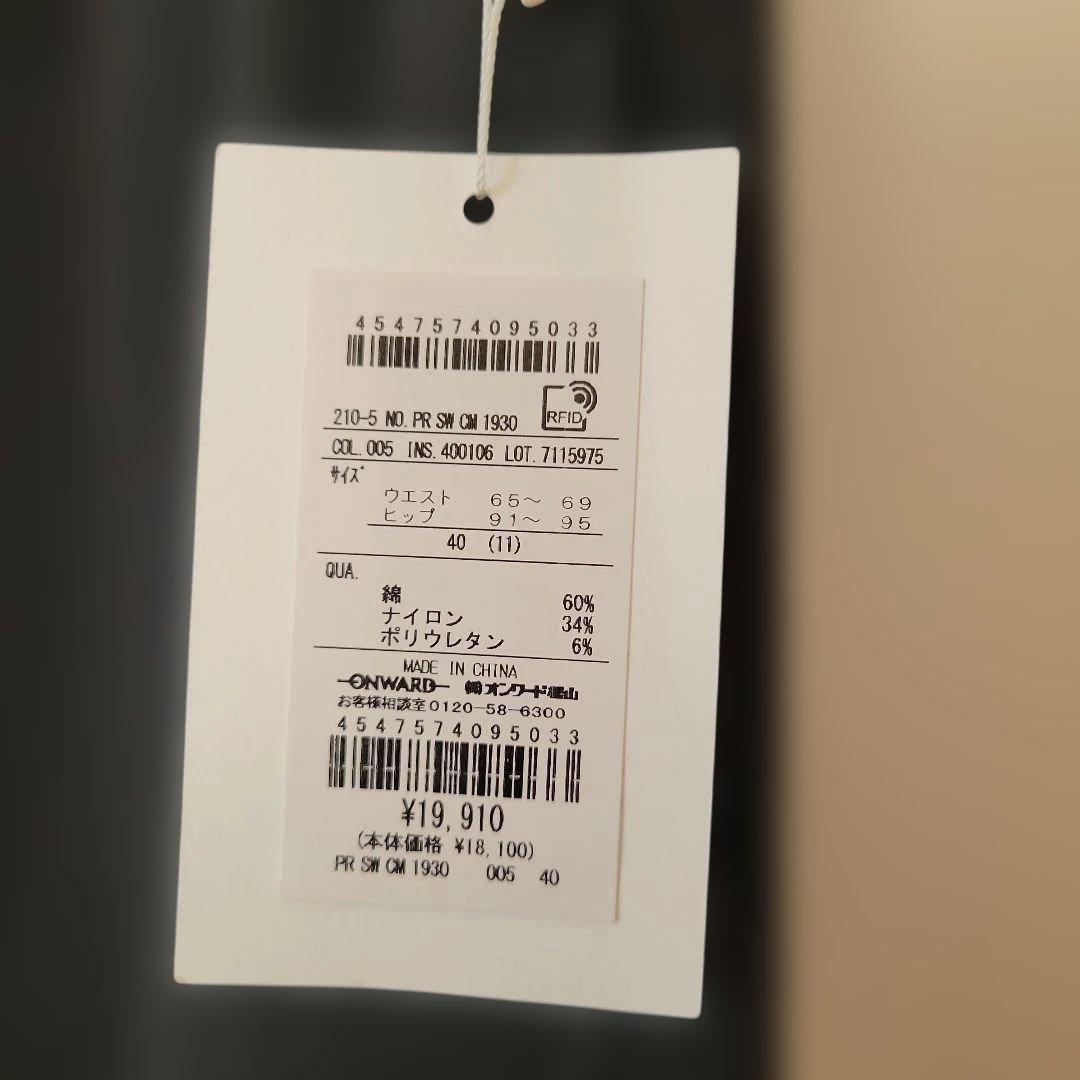 4547574095033
210-5 NO. PR SW CM 1930 RFID
COL. 005 INS. 400106 LOT. 7115975
サイズ
ウエスト 65～ 69
ヒップ 91～ 95
40 (11)
QUA.
綿 60%
ナイロン 34%
ポリウレタン 6%
MADE IN CHINA
ONWARD ㈱オンワード樫山
お客様相談室0120-58-6300
4547574095033
¥19,910
(本体価格 ¥18,100)
PR SW CM 1930 005 40